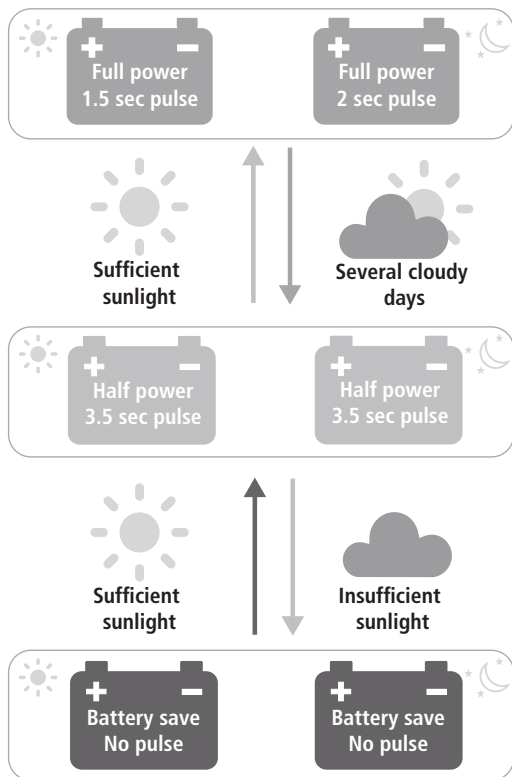 + −
Full power
1.5 sec pulse
+ −
Full power
2 sec pulse
Sufficient
sunlight
Several cloudy
days
+ −
Half power
3.5 sec pulse
+ −
Half power
3.5 sec pulse
Sufficient
sunlight
Insufficient
sunlight
+ −
Battery save
No pulse
+ −
Battery save
No pulse